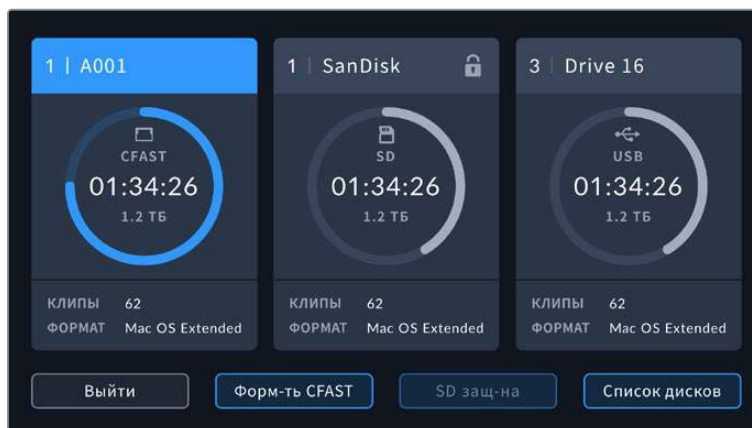 1 | A001
1 | SanDisk
3 | Drive 16
CFAST
01:34:26
1.2 ТБ
SD
01:34:26
1.2 ТБ
USB
01:34:26
1.2 ТБ
КЛИПЫ 62
ФОРМАТ Mac OS Extended
КЛИПЫ 62
ФОРМАТ Mac OS Extended
КЛИПЫ 62
ФОРМАТ Mac OS Extended
Выйти
Форм-ть CFAST
SD защ-на
Список дисков